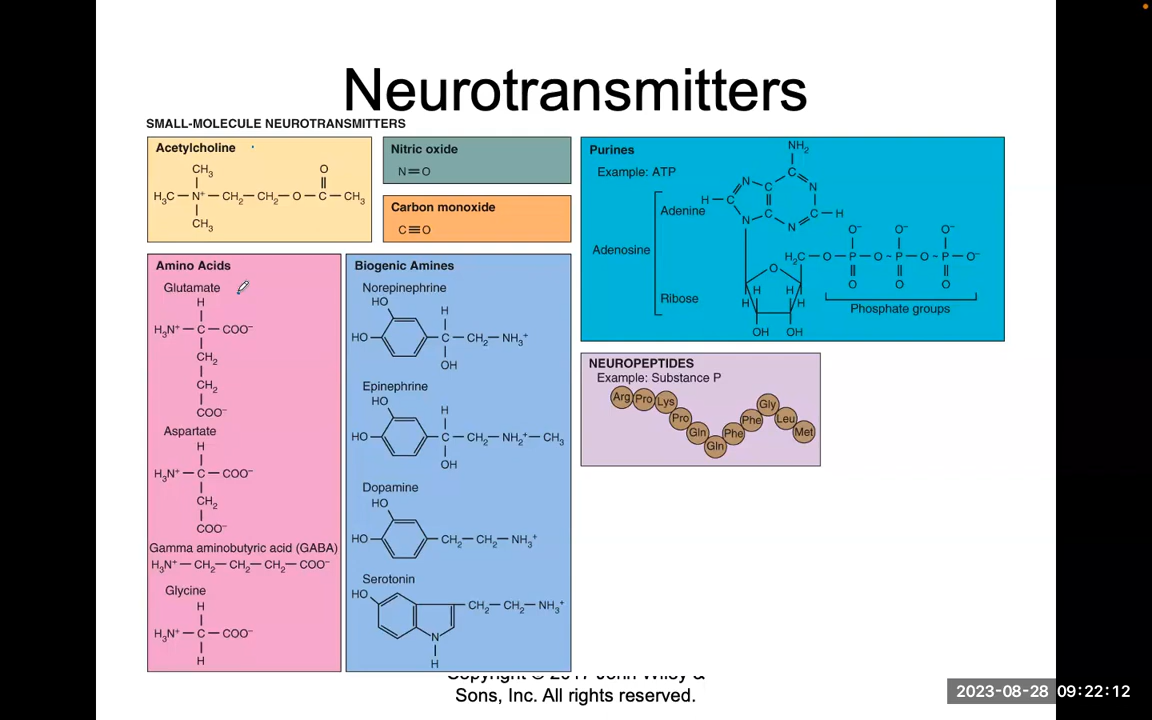 Neurotransmitters
SMALL-MOLECULE NEUROTRANSMITTERS
Acetylcholine
CH3 O
H3C — N+ — CH2 — CH2 — O — C — CH3
CH3
Nitric oxide
N=O
Carbon monoxide
C≡O
Amino Acids
Glutamate
H
H3N+ — C — COO−
CH2
CH2
COO−
Aspartate
H
H3N+ — C — COO−
CH2
COO−
Gamma aminobutyric acid (GABA)
H3N+ — CH2 — CH2 — CH2 — COO−
Glycine
H
H3N+ — C — COO−
H
Biogenic Amines
Norepinephrine
HO
H
HO C — CH2 — NH3+
OH
Epinephrine
HO
H
HO C — CH2 — NH2+ — CH3
OH
Dopamine
HO
HO CH2 — CH2 — NH3+
Serotonin
HO
CH2 — CH2 — NH3+
N
H
Purines
NH2
Example: ATP
C
N C N
H — C
Adenine
N C C — H
N
O− O− O−
Adenosine
H2C — O — P — O ~ P — O ~ P — O−
O O O O
H H
Ribose
H H
Phosphate groups
OH OH
NEUROPEPTIDES
Example: Substance P
Arg Pro Lys Pro Gln Gln Phe Phe Gly Leu Met
Copyright © 2017 John Wiley &
Sons, Inc. All rights reserved.
2023-08-28 09:22:12